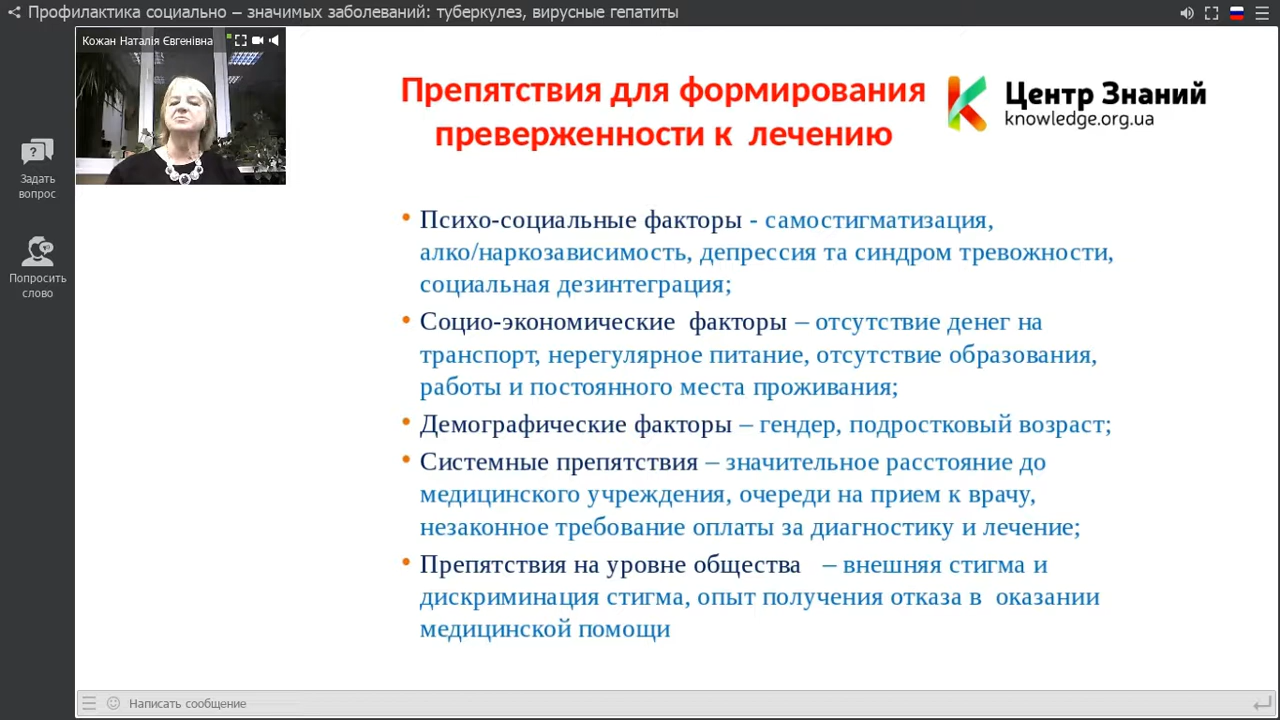 Профилактика социально – значимых заболеваний: туберкулез, вирусные гепатиты
Кожан Наталія Євгенівна
Задать
вопрос
Попросить
слово
Препятствия для формирования
преверженности к лечению
Центр Знаний
knowledge.org.ua
• Психо-социальные факторы - самостигматизация,
алко/наркозависимость, депрессия та синдром тревожности,
социальная дезинтеграция;
• Социо-экономические факторы – отсутствие денег на
транспорт, нерегулярное питание, отсутствие образования,
работы и постоянного места проживания;
• Демографические факторы – гендер, подростковый возраст;
• Системные препятствия – значительное расстояние до
медицинского учреждения, очереди на прием к врачу,
незаконное требование оплаты за диагностику и лечение;
• Препятствия на уровне общества – внешняя стигма и
дискриминация стигма, опыт получения отказа в оказании
медицинской помощи
Написать сообщение